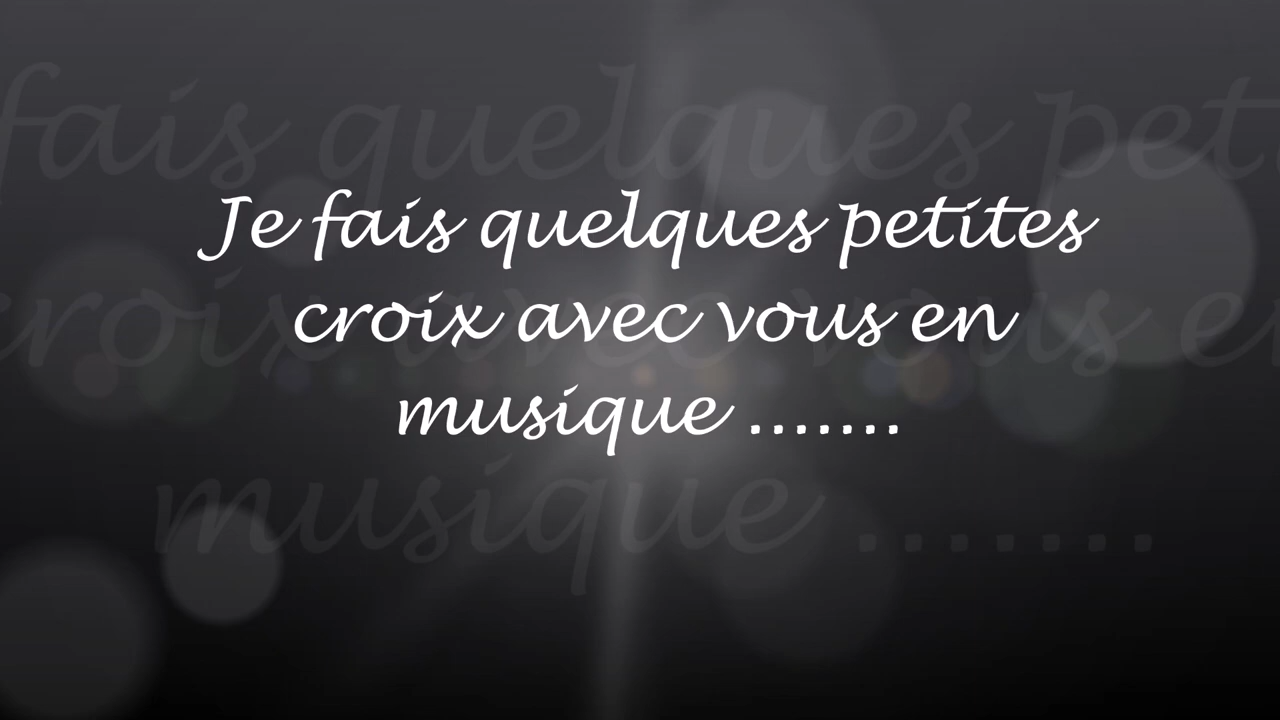 Je fais quelques petites
croix avec vous en
musique .......